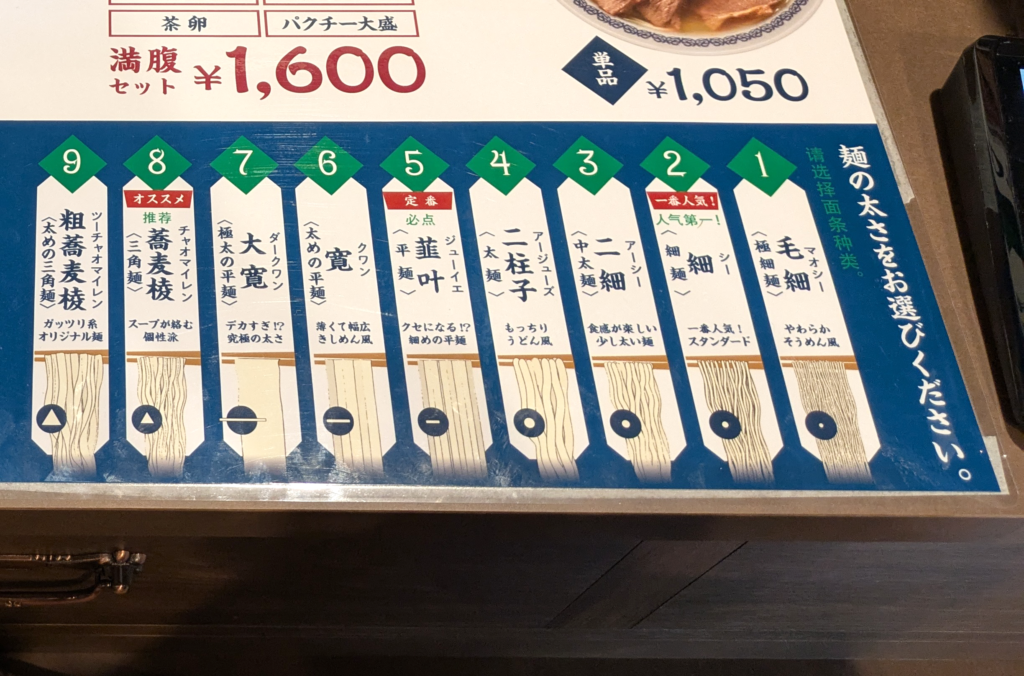 茶卵
パクチー大盛
満腹
セット
¥1,600
単品
¥1,050
麺の太さをお選びください。
请选择面条种类。
1
毛細
マオシー
〈極細麺〉
やわらか
そうめん風
2
一番人気!
人气第一!
細
シー
〈細麺〉
一番人気!
スタンダード
3
二細
アーシー
〈中太麺〉
食感が楽しい
少し太い麺
4
二柱子
アージューズ
〈太麺〉
もっちり
うどん風
5
定番
必点
韮叶
ジューイエ
〈平麺〉
クセになる!?
細めの平麺
6
寛
クワン
〈太めの平麺〉
薄くて幅広
きしめん風
7
大寛
ダークワン
〈極太の平麺〉
デカすぎ!?
究極の太さ
8
オススメ
推荐
蕎麦棱
チャオマイレン
〈三角麺〉
スープが絡む
個性派
9
粗蕎麦棱
ツーチャオマイレン
〈太めの三角麺〉
ガッツリ系
オリジナル麺